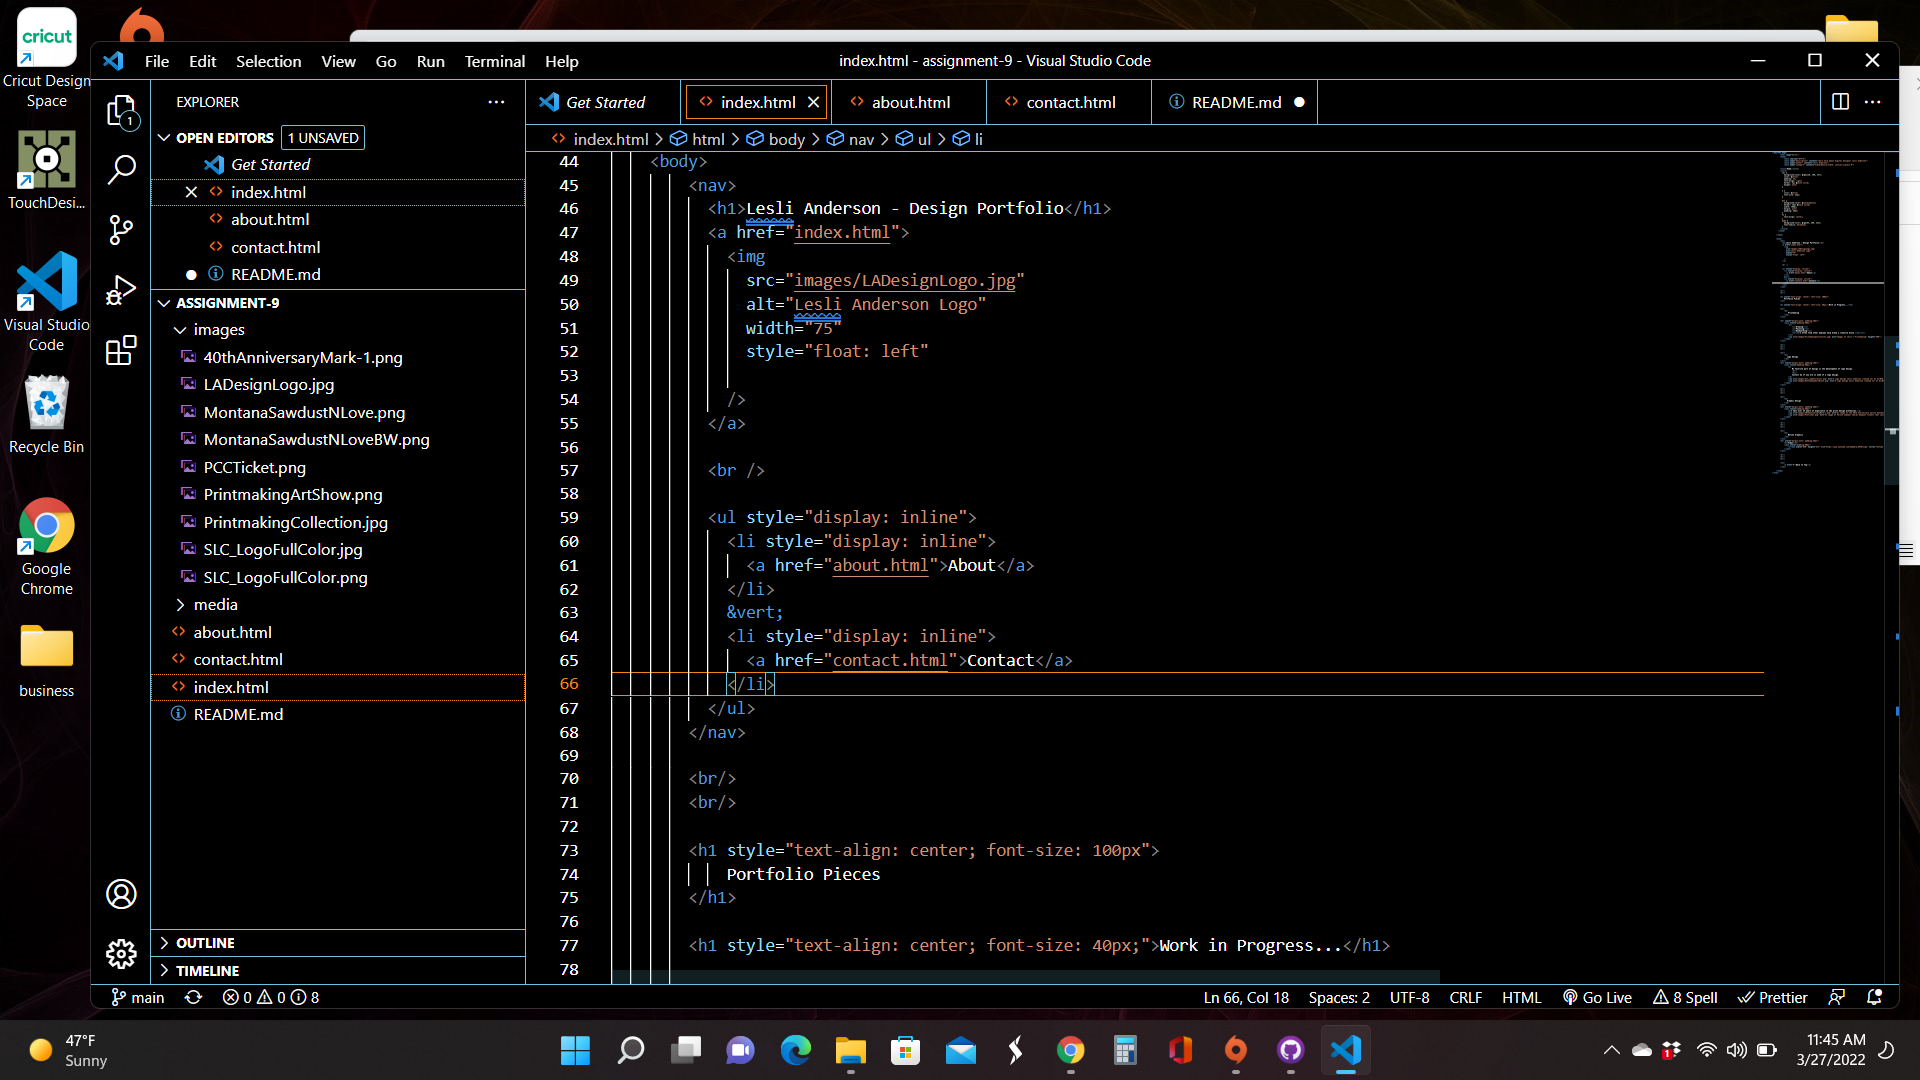 cricut
Cricut Design
Space
TouchDesi...
Visual Studio
Code
Recycle Bin
Google
Chrome
business
File Edit Selection View Go Run Terminal Help
index.html - assignment-9 - Visual Studio Code
EXPLORER
OPEN EDITORS 1 UNSAVED
Get Started
index.html
about.html
contact.html
README.md
ASSIGNMENT-9
images
40thAnniversaryMark-1.png
LADesignLogo.jpg
MontanaSawdustNLove.png
MontanaSawdustNLoveBW.png
PCCTicket.png
PrintmakingArtShow.png
PrintmakingCollection.jpg
SLC_LogoFullColor.jpg
SLC_LogoFullColor.png
media
about.html
contact.html
index.html
README.md
OUTLINE
TIMELINE
Get Started index.html about.html contact.html README.md
index.html > html > body > nav > ul > li
44 <body>
45 <nav>
46 <h1>Lesli Anderson - Design Portfolio</h1>
47 <a href="index.html">
48 <img
49 src="images/LADesignLogo.jpg"
50 alt="Lesli Anderson Logo"
51 width="75"
52 style="float: left"
53
54 />
55 </a>
56
57 <br />
58
59 <ul style="display: inline">
60 <li style="display: inline">
61 <a href="about.html">About</a>
62 </li>
63 &vert;
64 <li style="display: inline">
65 <a href="contact.html">Contact</a>
66 </li>
67 </ul>
68 </nav>
69
70 <br/>
71 <br/>
72
73 <h1 style="text-align: center; font-size: 100px">
74 Portfolio Pieces
75 </h1>
76
77 <h1 style="text-align: center; font-size: 40px;">Work in Progress...</h1>
78
main 0 0 8 Ln 66, Col 18 Spaces: 2 UTF-8 CRLF HTML Go Live 8 Spell Prettier
1
47°F
Sunny
1
11:45 AM
3/27/2022